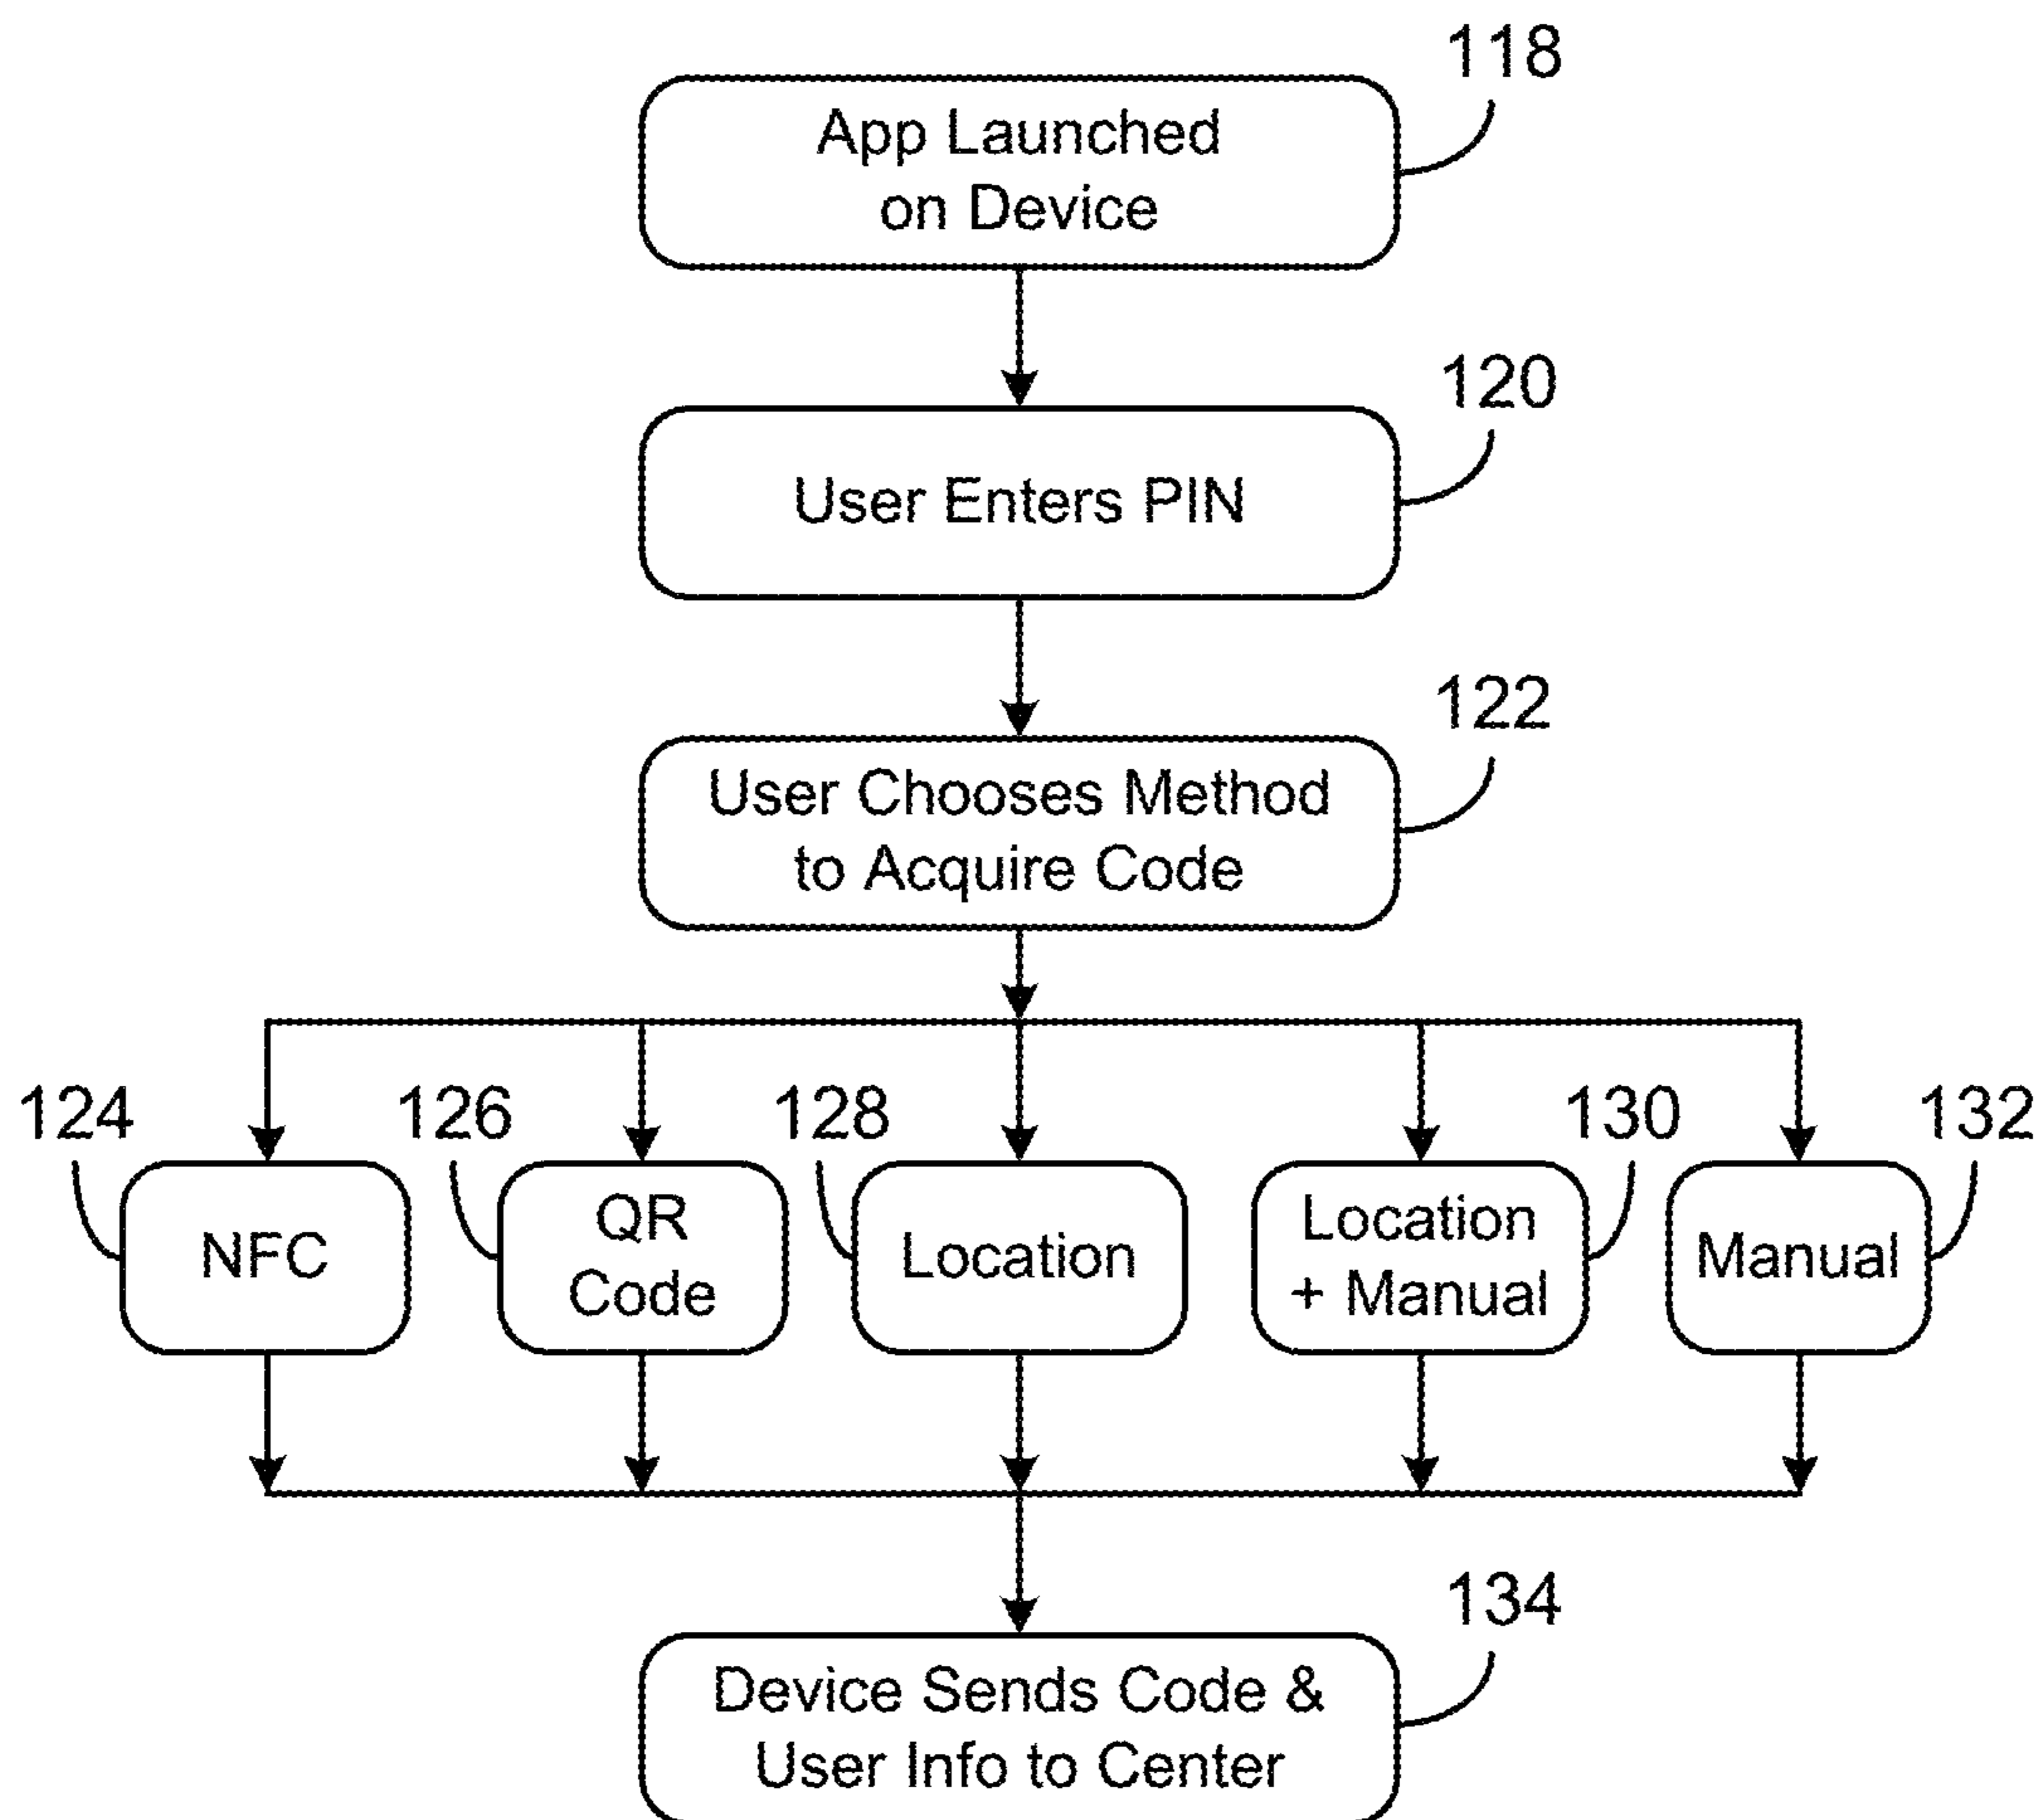 118
App Launched
on Device
120
User Enters PIN
122
User Chooses Method
to Acquire Code
124
126
128
130
132
NFC
QR
Code
Location
Location
+ Manual
Manual
134
Device Sends Code &
User Info to Center